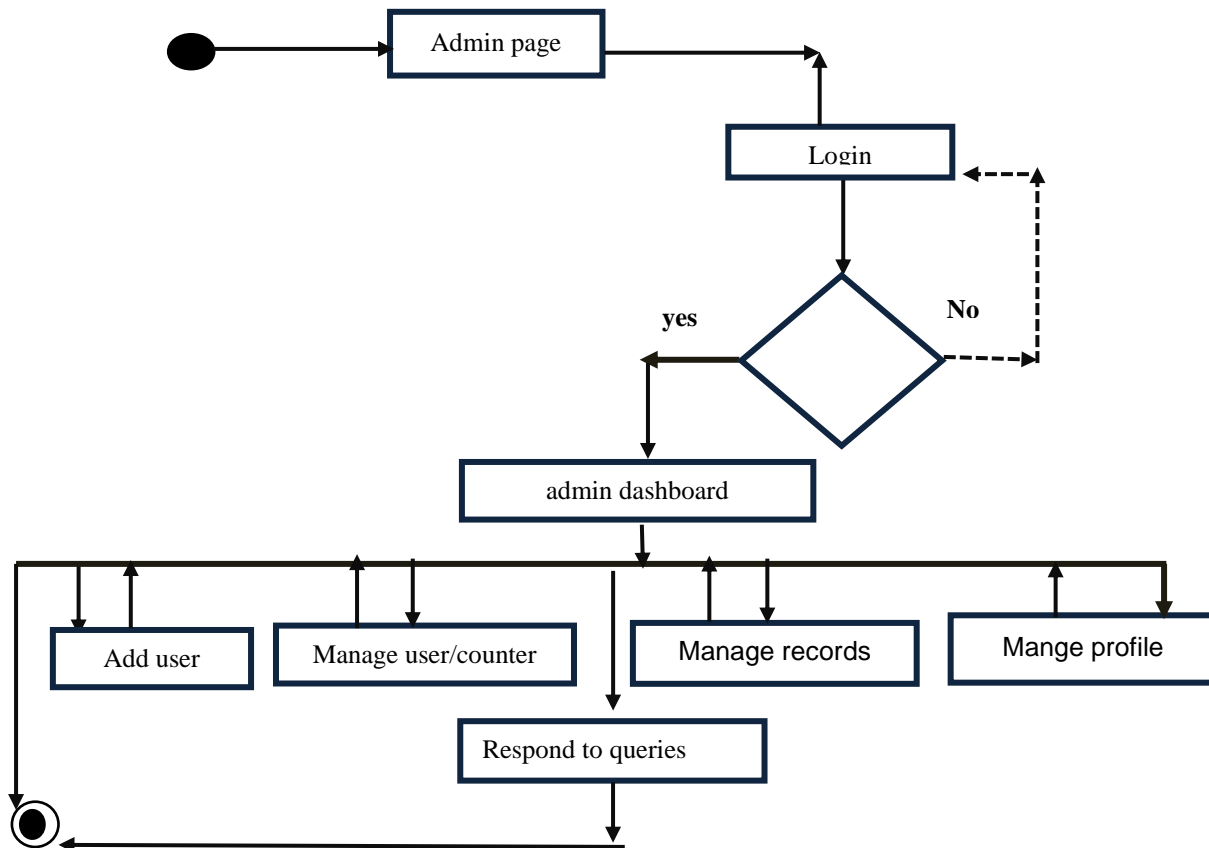 Admin page
Login
yes
No
admin dashboard
Add user
Manage user/counter
Manage records
Mange profile
Respond to queries